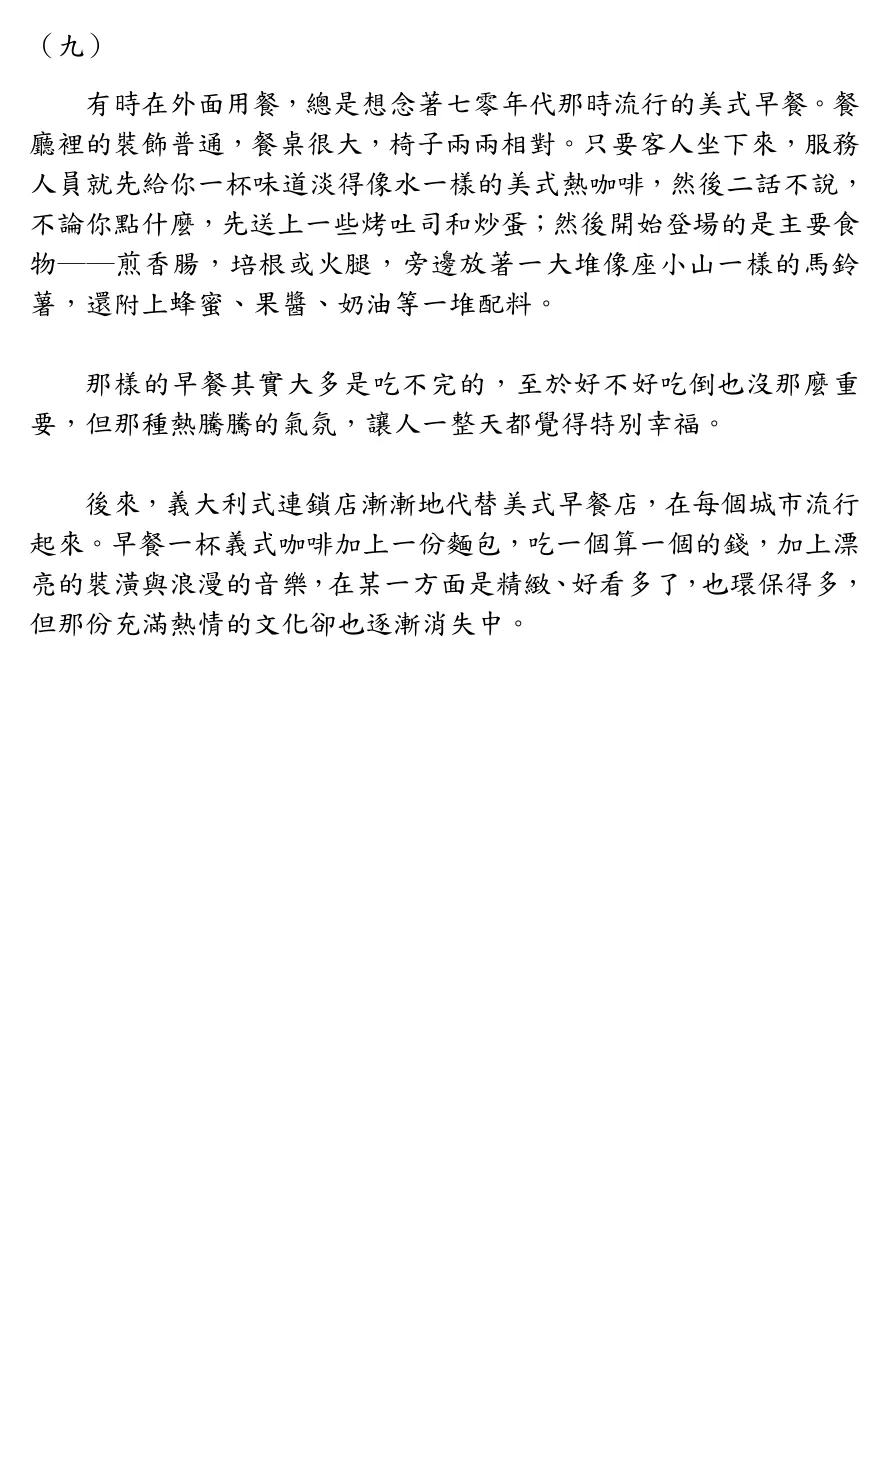 （九）
有時在外面用餐，總是想念著七零年代那時流行的美式早餐。餐
廳裡的裝飾普通，餐桌很大，椅子兩兩相對。只要客人坐下來，服務
人員就先給你一杯味道淡得像水一樣的美式熱咖啡，然後二話不說，
不論你點什麼，先送上一些烤吐司和炒蛋；然後開始登場的是主要食
物──煎香腸，培根或火腿，旁邊放著一大堆像座小山一樣的馬鈴
薯，還附上蜂蜜、果醬、奶油等一堆配料。
那樣的早餐其實大多是吃不完的，至於好不好吃倒也沒那麼重
要，但那種熱騰騰的氣氛，讓人一整天都覺得特別幸福。
後來，義大利式連鎖店漸漸地代替美式早餐店，在每個城市流行
起來。早餐一杯義式咖啡加上一份麵包，吃一個算一個的錢，加上漂
亮的裝潢與浪漫的音樂，在某一方面是精緻、好看多了，也環保得多，
但那份充滿熱情的文化卻也逐漸消失中。